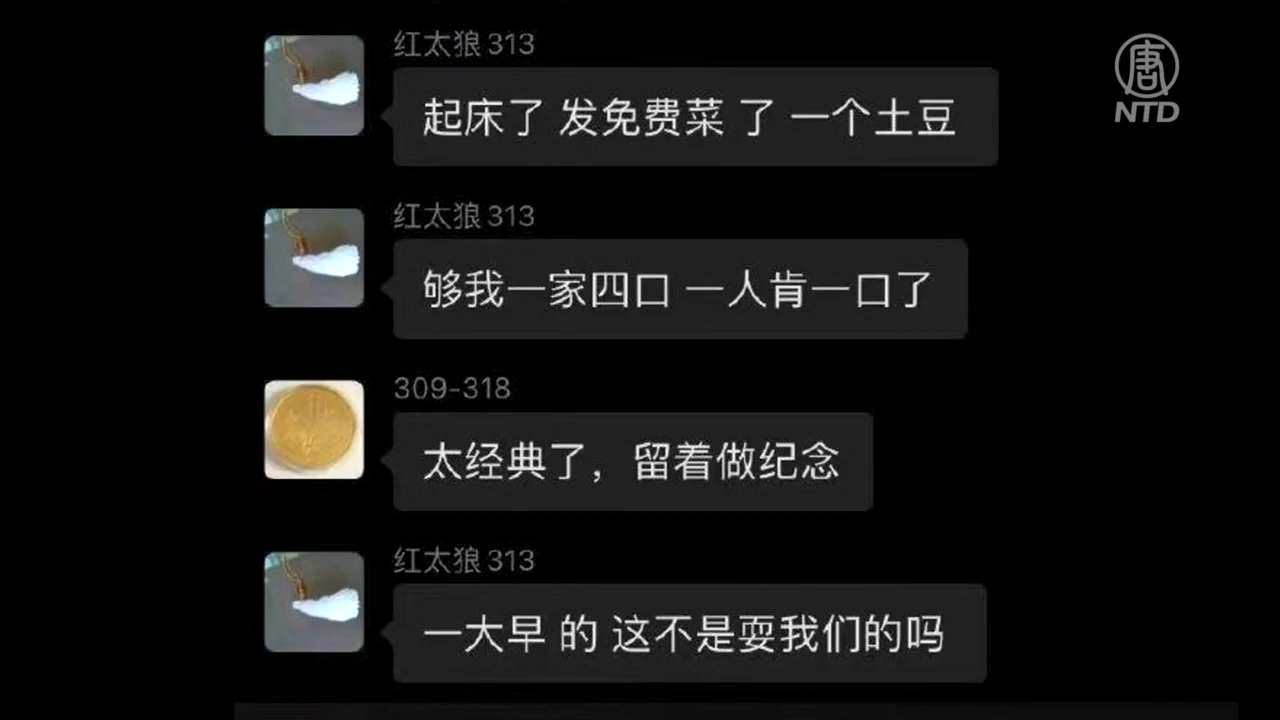 红太狼313
唐
NTD
起床了 发免费菜 了 一个土豆
红太狼313
够我一家四口 一人肯一口了
309-318
太经典了，留着做纪念
红太狼313
一大早 的 这不是耍我们的吗